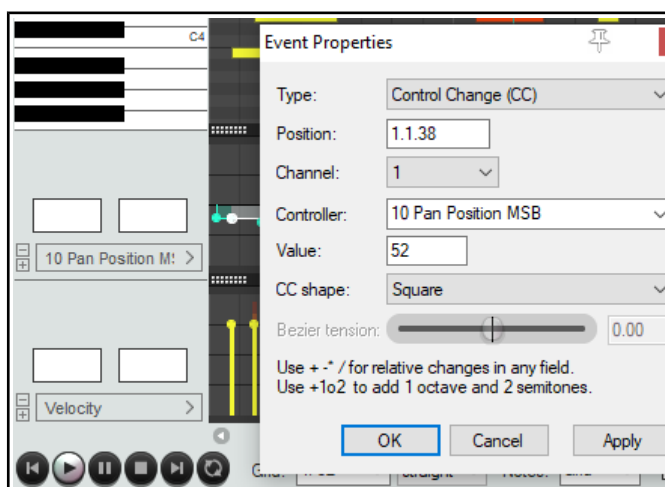 C4
Event Properties
Type: Control Change (CC)
Position: 1.1.38
Channel: 1
Controller: 10 Pan Position MSB
Value: 52
10 Pan Position M
CC shape: Square
Bezier tension: 0.00
Use + -* / for relative changes in any field.
Use +1o2 to add 1 octave and 2 semitones.
Velocity
OK Cancel Apply